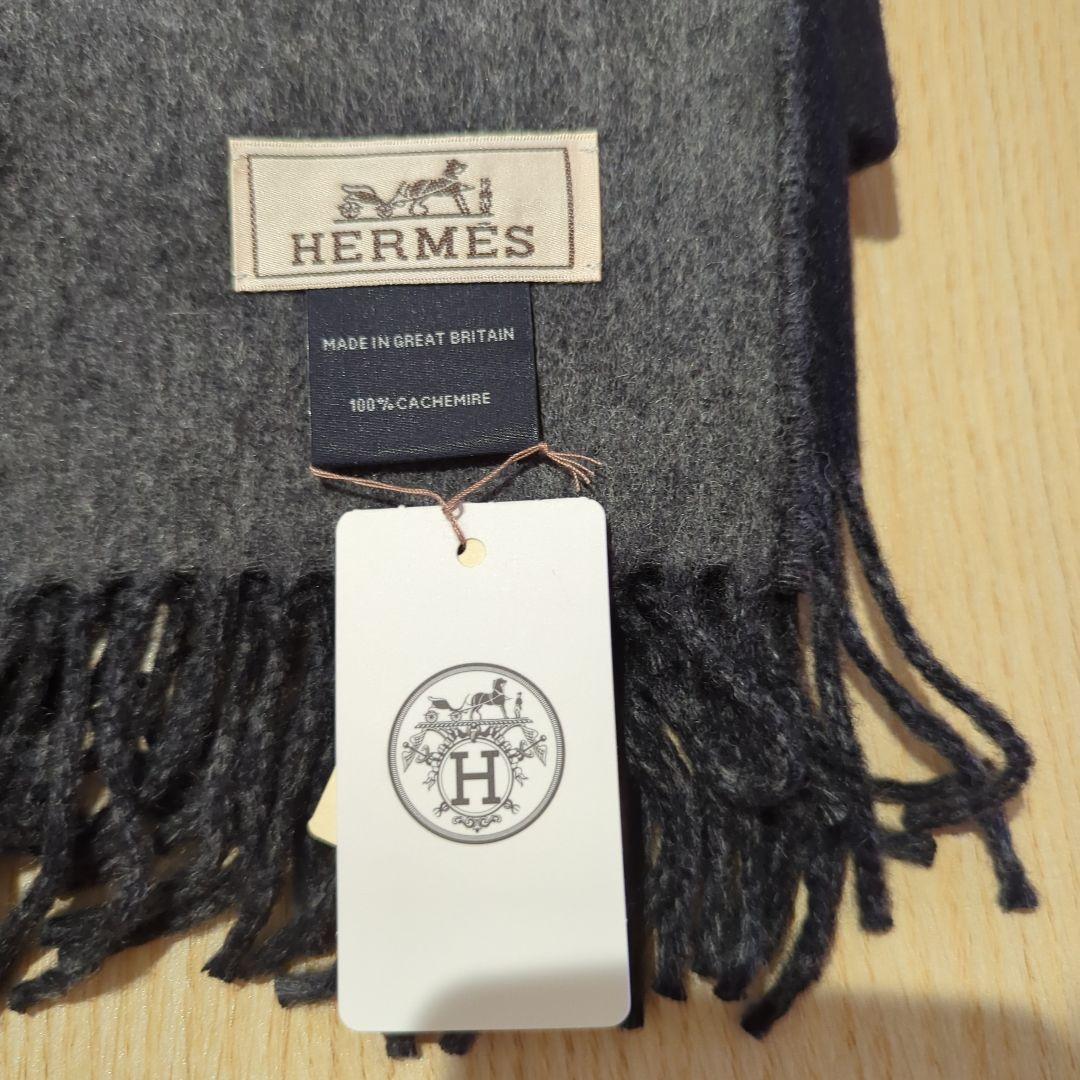 HERMÈS
MADE IN GREAT BRITAIN
100% CACHEMIRE
H